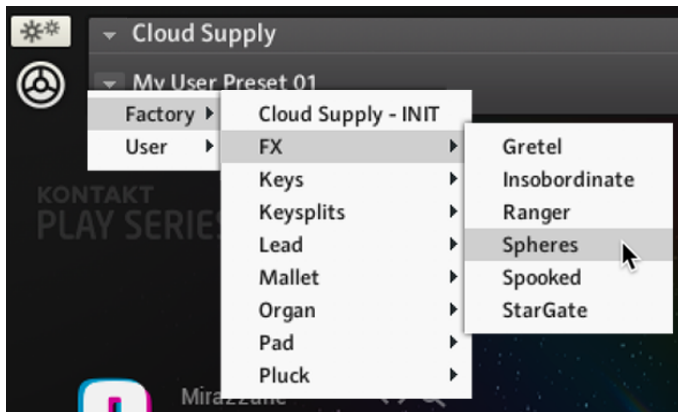 Cloud Supply
My User Preset 01
Factory
User
Cloud Supply - INIT
FX
Keys
Keysplits
Lead
Mallet
Organ
Pad
Pluck
Gretel
Insobordinate
Ranger
Spheres
Spooked
StarGate
KONTAKT
PLAY SERIES